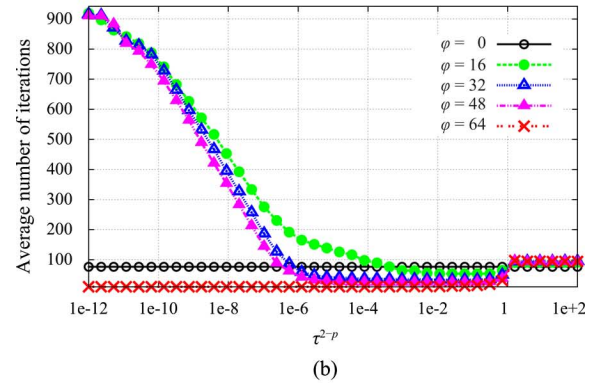 900
800
700
600
500
400
300
200
100
Average number of iterations
φ = 0
φ = 16
φ = 32
φ = 48
φ = 64
1e-12 1e-10 1e-8 1e-6 1e-4 1e-2 1 1e+2
τ²⁻ᵖ
(b)